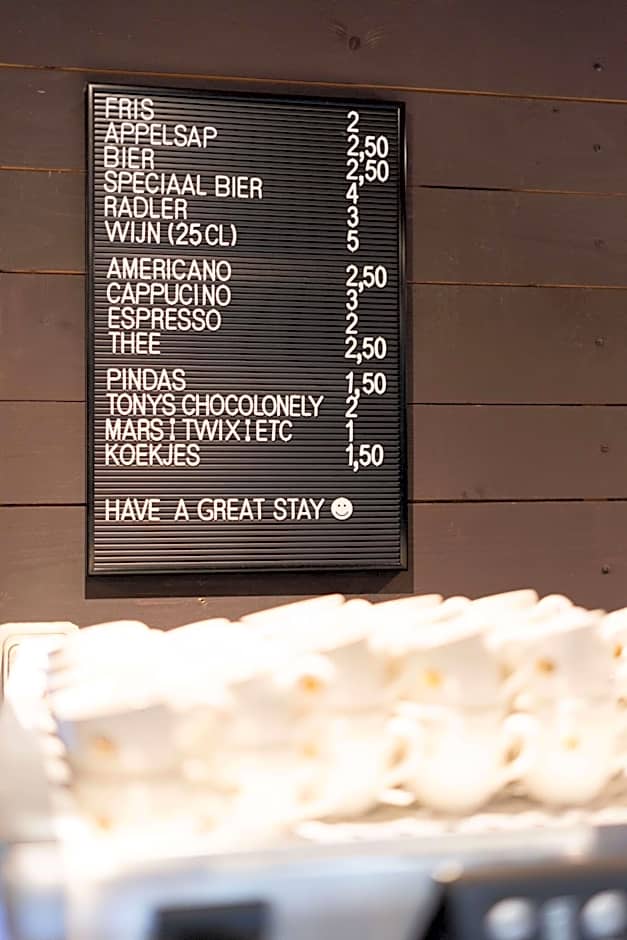 FRIS 2
APPELSAP 2,50
BIER 2,50
SPECIAAL BIER 4
RADLER 3
WIJN (25CL) 5
AMERICANO 2,50
CAPPUCINO 3
ESPRESSO 2
THEE 2,50
PINDAS 1,50
TONYS CHOCOLONELY 2
MARS I TWIX I ETC 1
KOEKJES 1,50
HAVE A GREAT STAY ☺